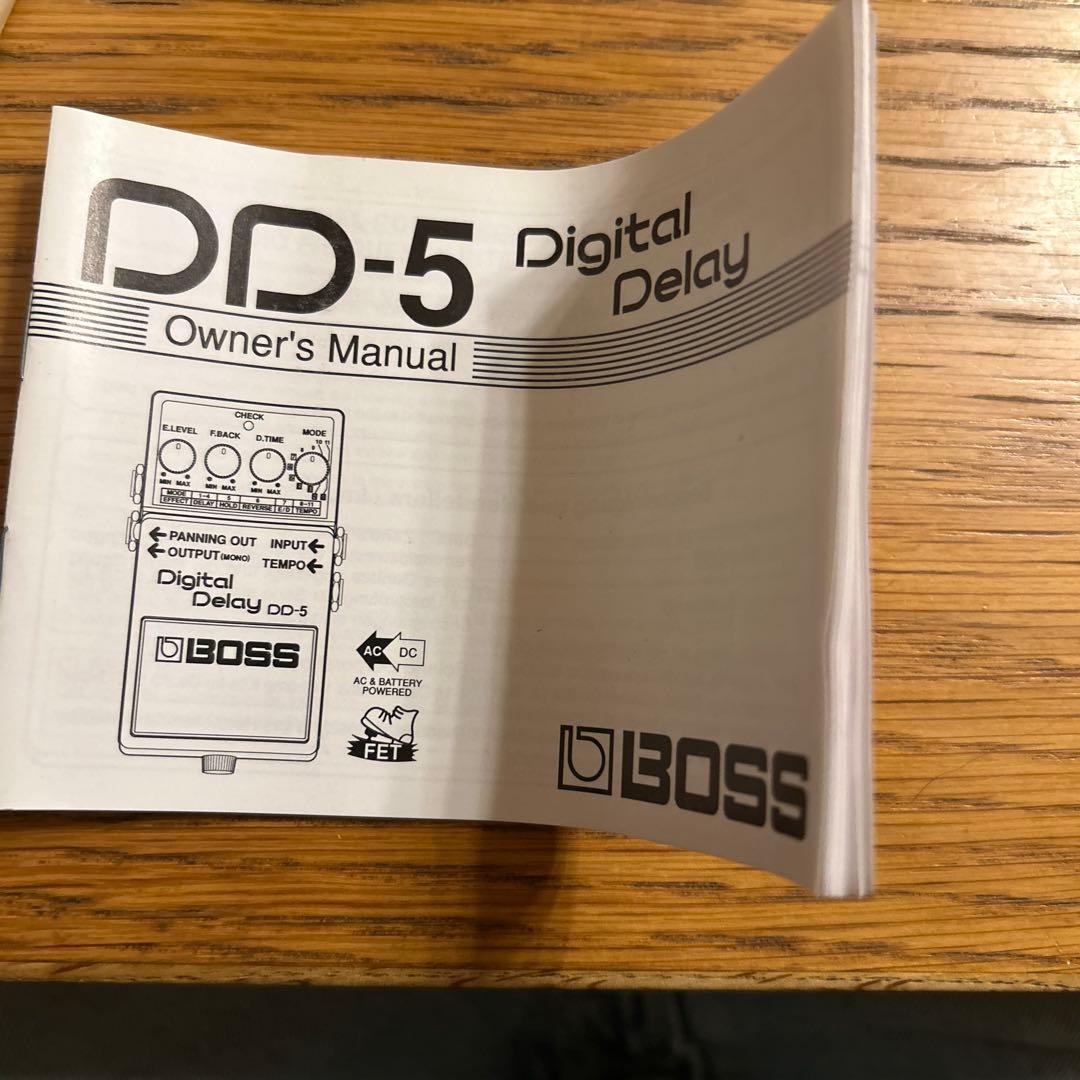 DD-5
Digital
Delay
Owner's Manual
CHECK
E.LEVEL F.BACK D.TIME MODE
10 11
9
MIN MAX MIN MAX MIN MAX
MODE 1-4 5 6 7 8-11
EFFECT DELAY HOLD REVERSE E/D TEMPO
PANNING OUT INPUT
OUTPUT (MONO)
TEMPO
Digital
Delay DD-5
BOSS
AC DC
AC & BATTERY
POWERED
FET
BOSS